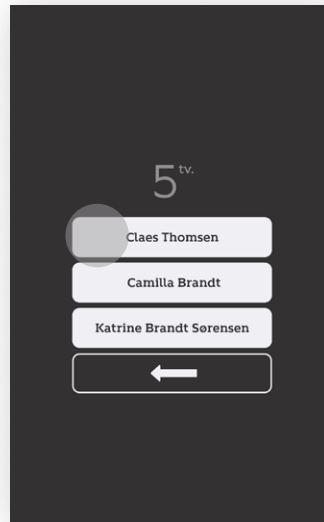 5 tv.
Claes Thomsen
Camilla Brandt
Katrine Brandt Sørensen